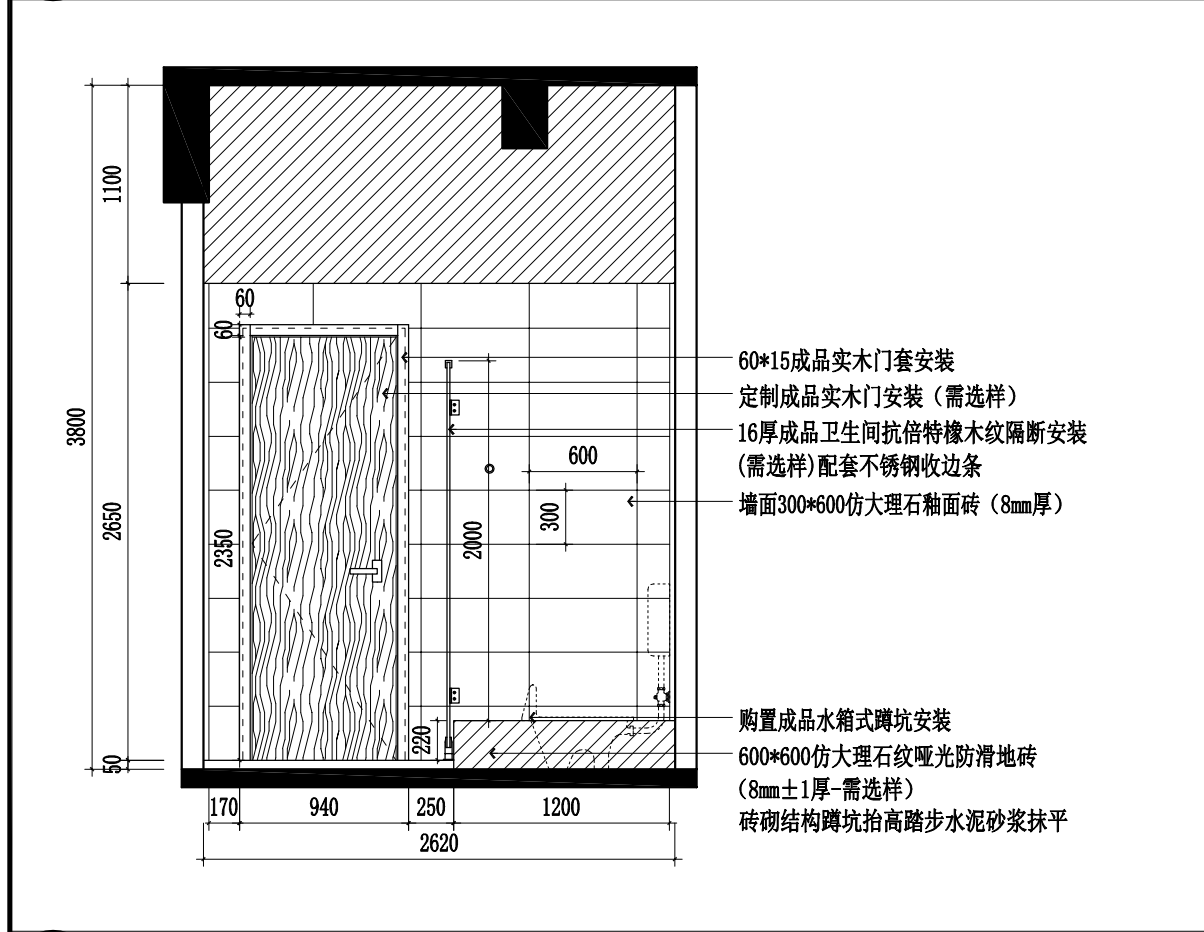 1100
3800
2650
50
60
60
2350
2000
600
300
220
60*15成品实木门套安装
定制成品实木门安装（需选样）
16厚成品卫生间抗倍特橡木纹隔断安装
(需选样)配套不锈钢收边条
墙面300*600仿大理石釉面砖（8mm厚）
购置成品水箱式蹲坑安装
600*600仿大理石纹哑光防滑地砖
（8mm±1厚-需选样）
砖砌结构蹲坑抬高踏步水泥砂浆抹平
170 940 250 1200
2620